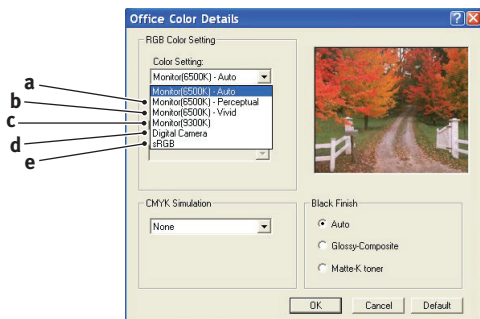 Office Color Details
RGB Color Setting
Color Setting:
Monitor(6500K) - Auto
Monitor(6500K) - Auto
a Monitor(6500K) - Perceptual
b Monitor(6500K) - Vivid
c Monitor(9300K)
d Digital Camera
e sRGB
CMYK Simulation
None
Black Finish
Auto
Glossy-Composite
Matte-K toner
OK Cancel Default